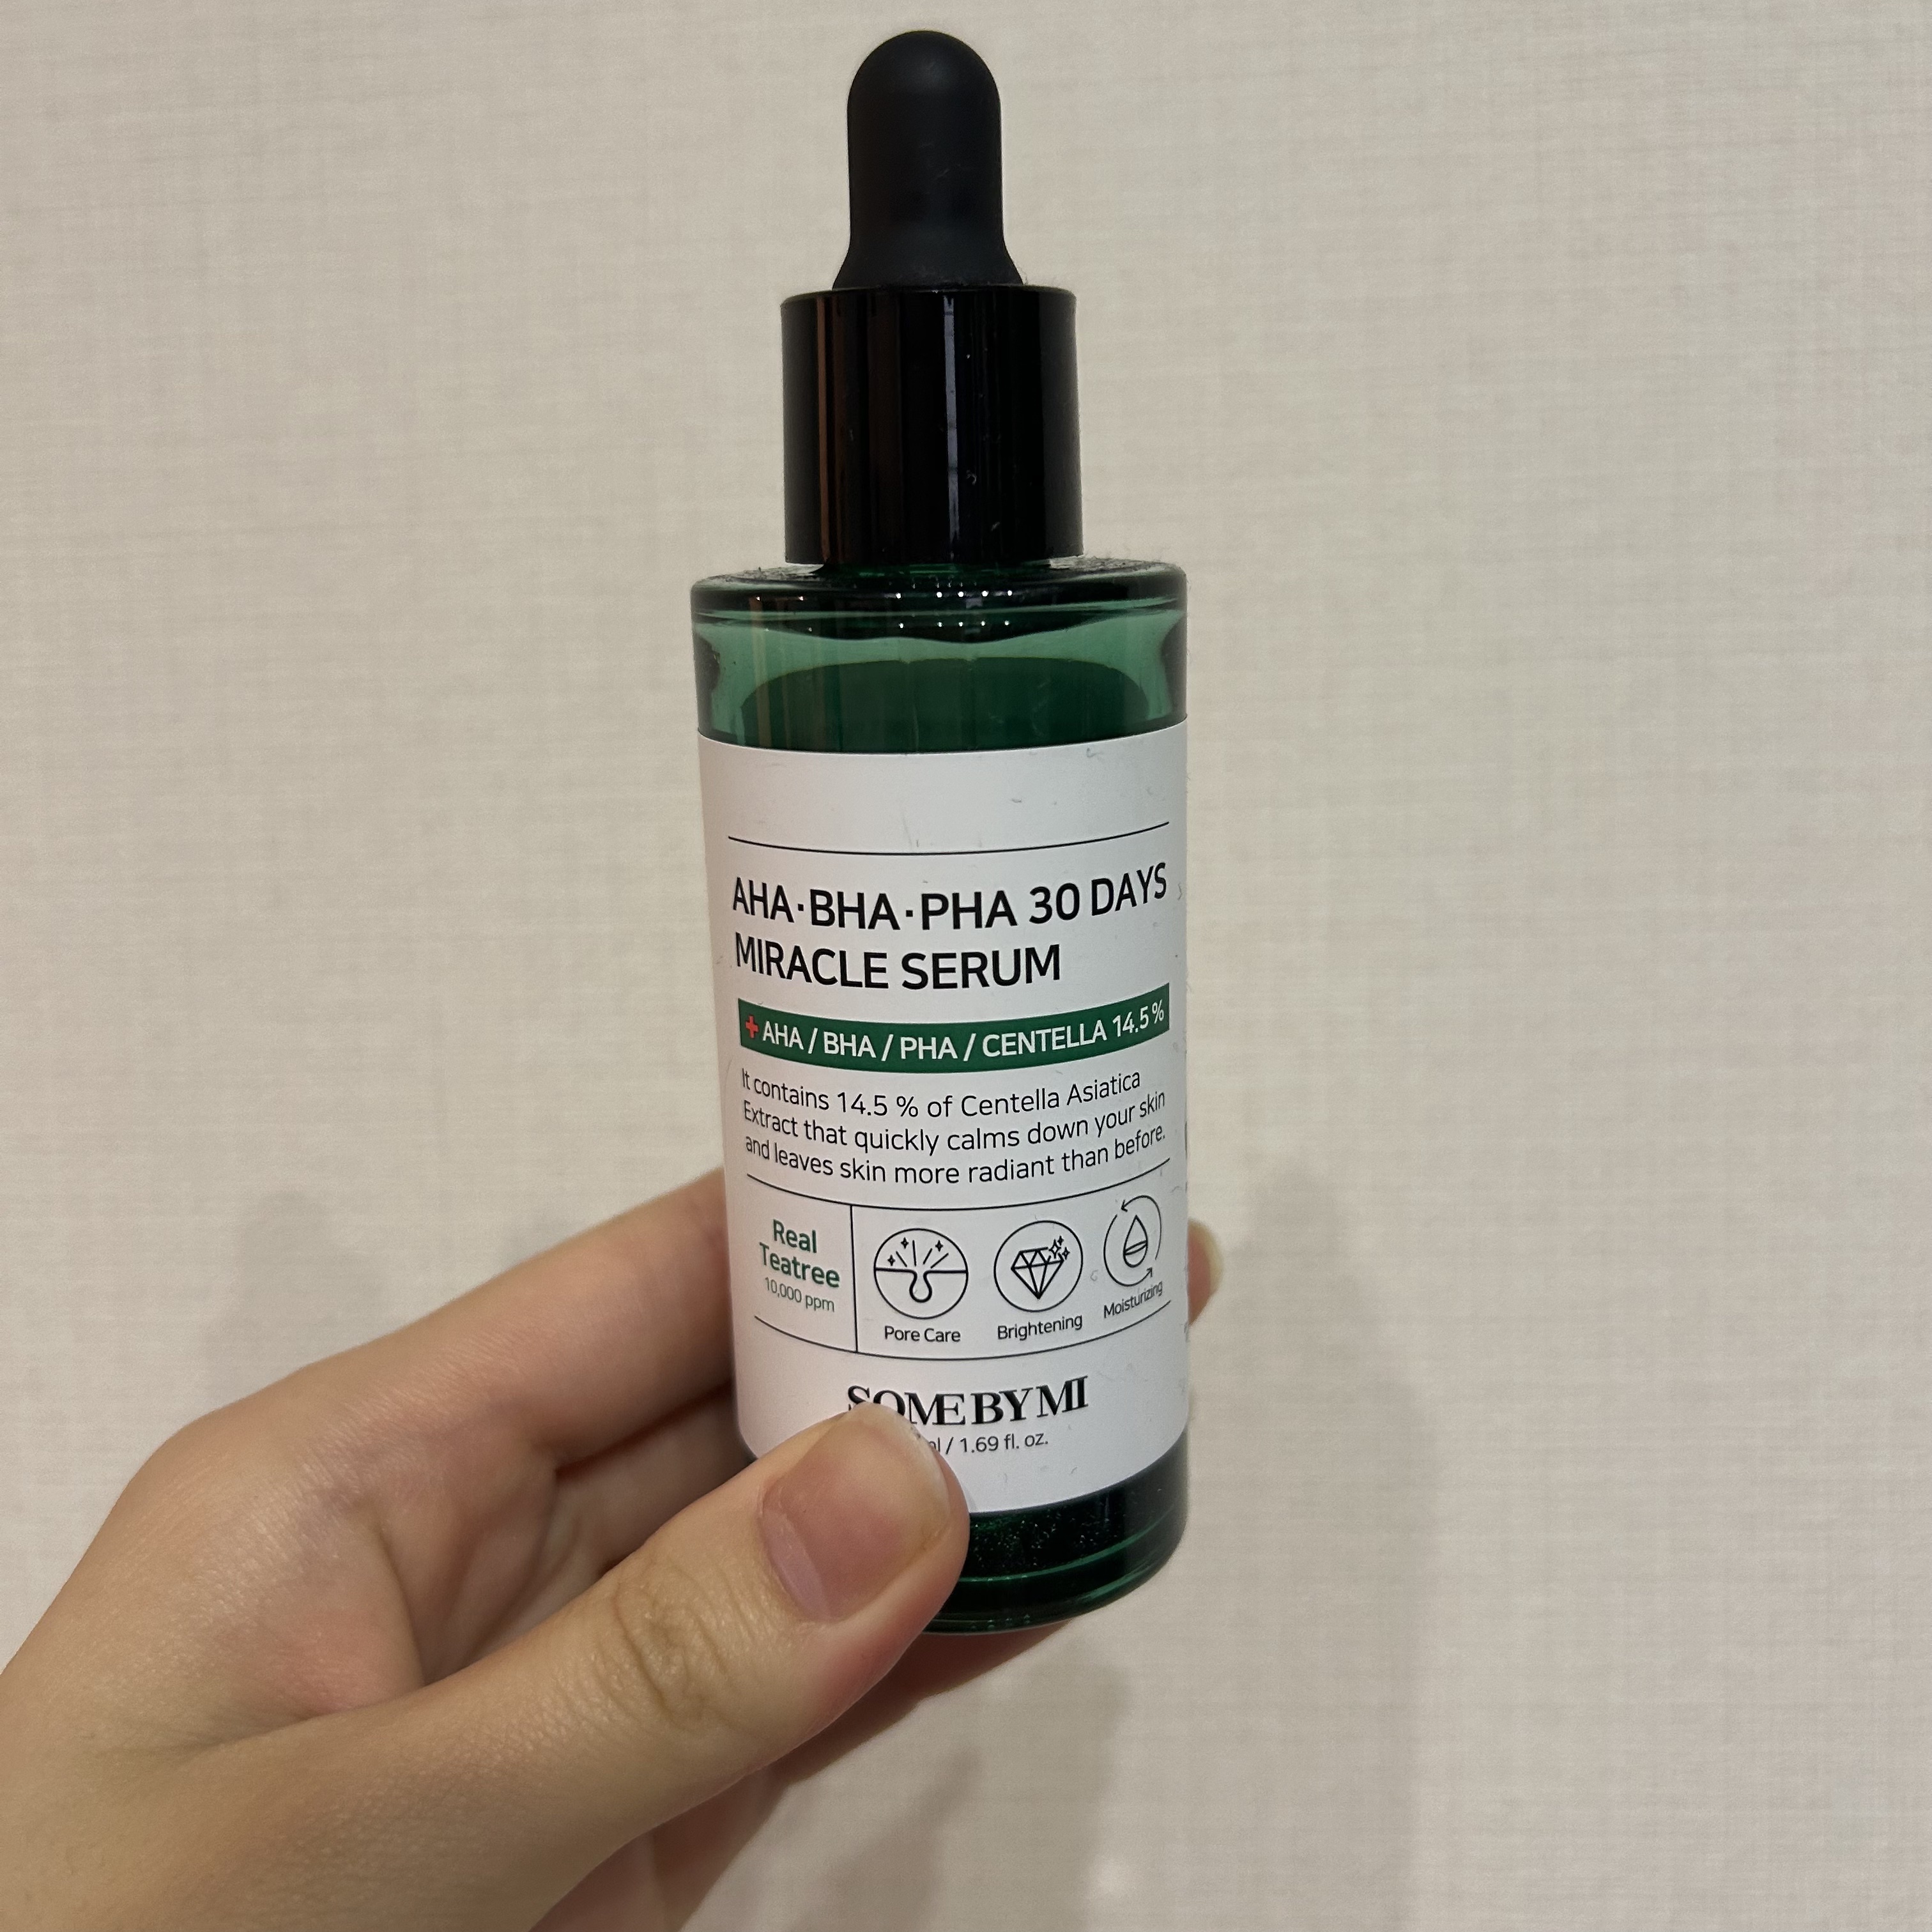 AHA·BHA·PHA 30 DAYS
MIRACLE SERUM
+ AHA / BHA / PHA / CENTELLA 14.5 %
It contains 14.5 % of Centella Asiatica
Extract that quickly calms down your skin
and leaves skin more radiant than before.
Real
Teatree
10,000 ppm
Pore Care
Brightening
Moisturizing
SOME BY MI
/ 1.69 fl. oz.